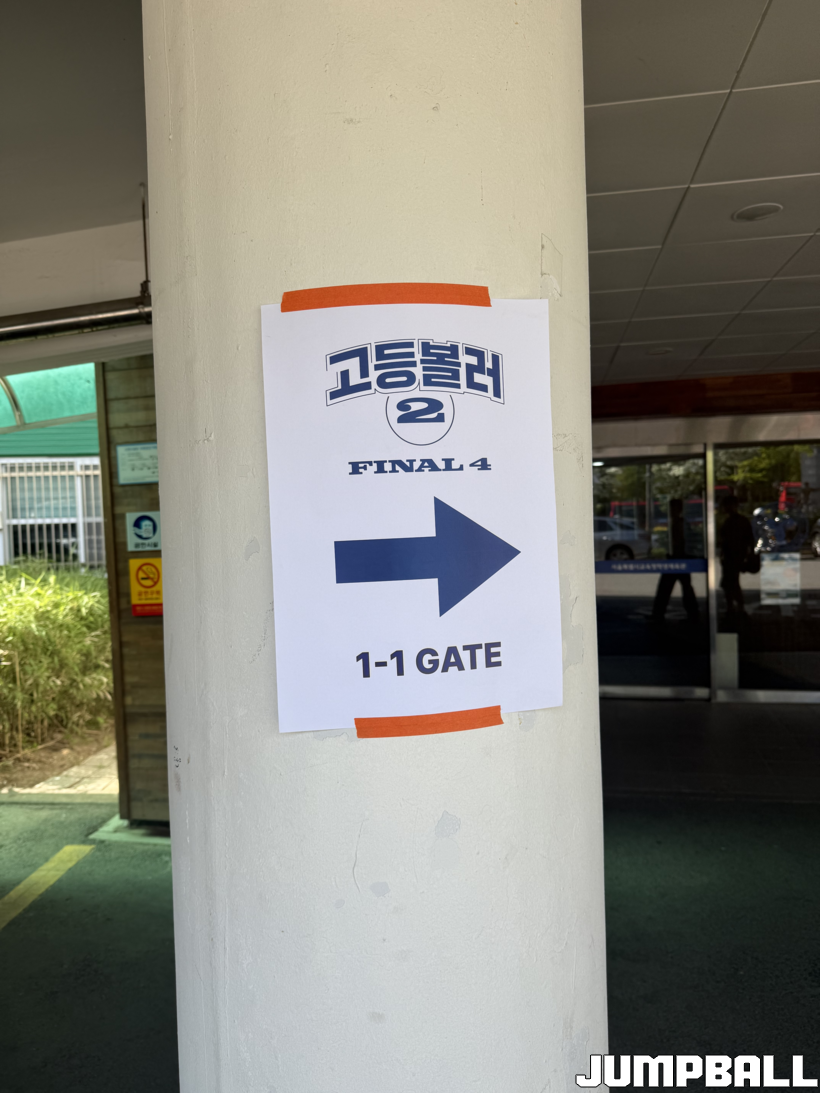 고등볼러
2
FINAL 4
1-1 GATE
JUMPBALL